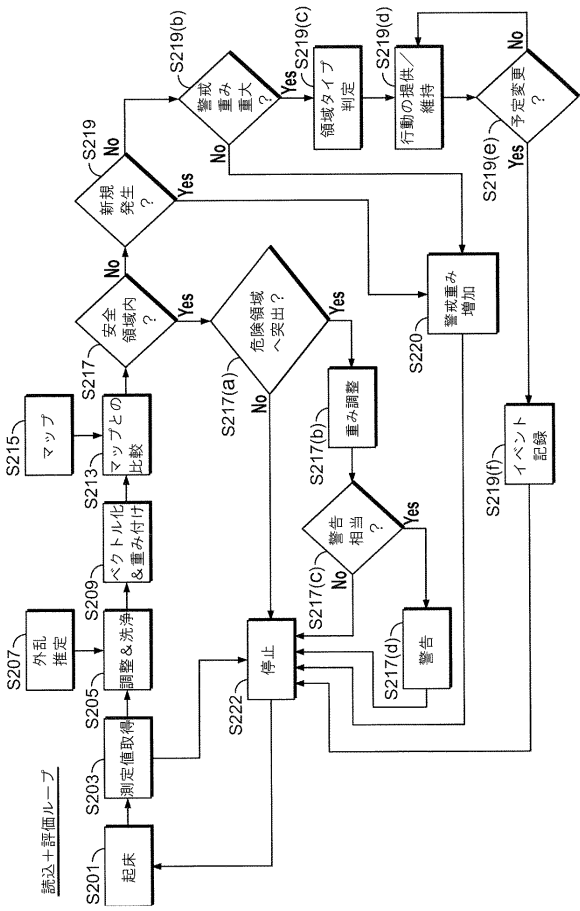 読込+評価ループ
S201
起床
S203
測定値取得
S205
調整&洗浄
S207
外乱
推定
S209
ベクトル化
&重み付け
S213
マップとの
比較
S215
マップ
S217
安全
領域内
?
No
Yes
S217(a)
危険領域
へ突出?
No
Yes
S217(b)
重み調整
S217(c)
警告
相当
?
No
Yes
S217(d)
警告
S222
停止
S219
新規
発生
?
No
Yes
S219(b)
警戒
重み
重大
?
No
Yes
S219(c)
領域タイプ
判定
S219(d)
行動の提供/
維持
S219(e)
予定変更
?
No
Yes
S219(f)
イベント
記録
S220
警戒重み
増加